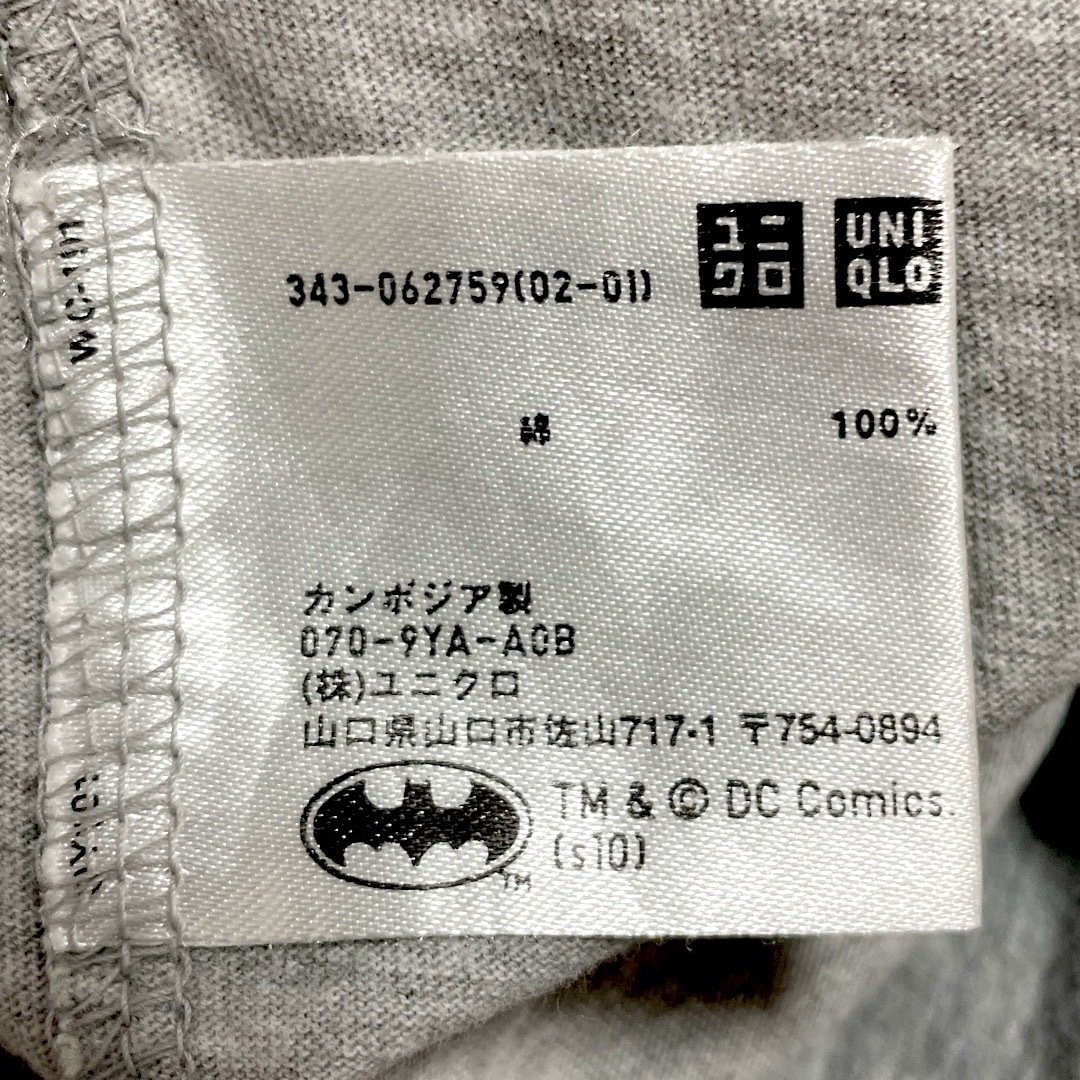 ユニ
クロ
UNI
QLO
343-062759(02-01)
綿 100%
カンボジア製
070-9YA-ACB
(株)ユニクロ
山口県山口市佐山717-1 〒754-0894
TM & © DC Comics.
(s10)
TM